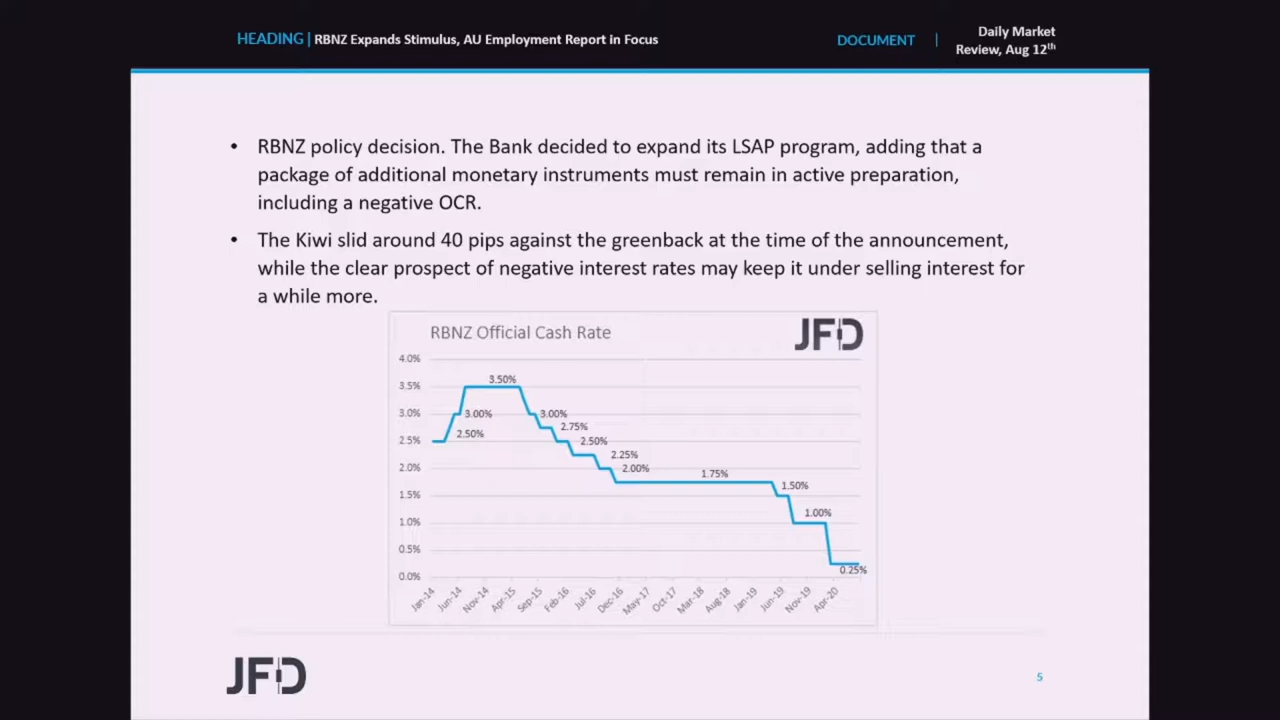 HEADING | RBNZ Expands Stimulus, AU Employment Report in Focus
DOCUMENT | Daily Market
Review, Aug 12th
• RBNZ policy decision. The Bank decided to expand its LSAP program, adding that a
package of additional monetary instruments must remain in active preparation,
including a negative OCR.
• The Kiwi slid around 40 pips against the greenback at the time of the announcement,
while the clear prospect of negative interest rates may keep it under selling interest for
a while more.
RBNZ Official Cash Rate
JFD
4.0%
3.5%
3.0%
2.5%
2.0%
1.5%
1.0%
0.5%
0.0%
3.50%
3.00%
2.50%
3.00%
2.75%
2.50%
2.25%
2.00%
1.75%
1.50%
1.00%
0.25%
Jan-14
Jun-14
Nov-14
Apr-15
Sep-15
Feb-16
Jul-16
Dec-16
May-17
Oct-17
Mar-18
Aug-18
Jan-19
Jun-19
Nov-19
Apr-20
JFD
5